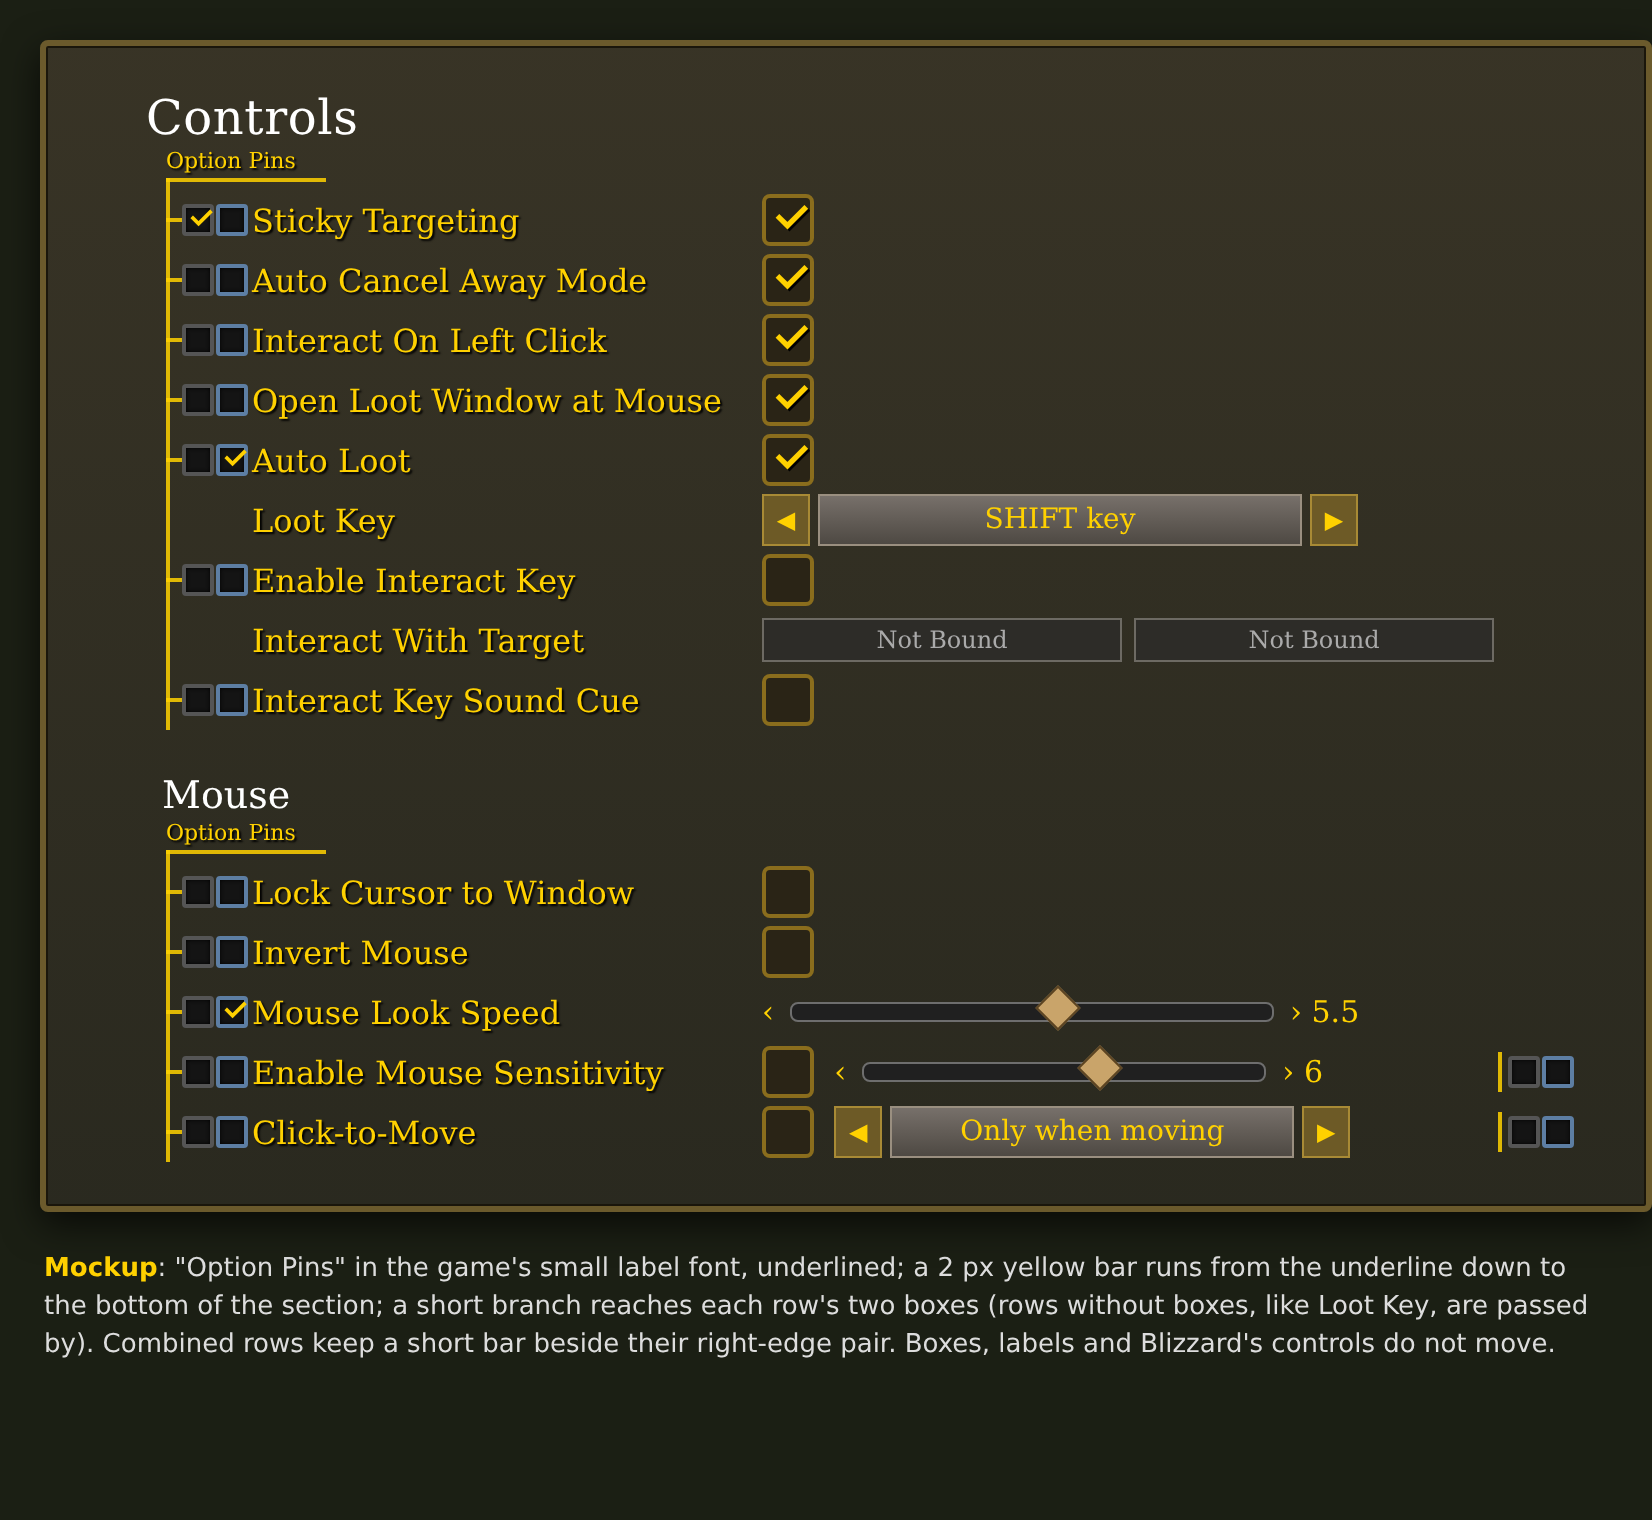 Controls
Option Pins
Sticky Targeting
Auto Cancel Away Mode
Interact On Left Click
Open Loot Window at Mouse
Auto Loot
Loot Key SHIFT key
Enable Interact Key
Interact With Target Not Bound Not Bound
Interact Key Sound Cue
Mouse
Option Pins
Lock Cursor to Window
Invert Mouse
Mouse Look Speed 5.5
Enable Mouse Sensitivity 6
Click-to-Move Only when moving
Mockup: "Option Pins" in the game's small label font, underlined; a 2 px yellow bar runs from the underline down to
the bottom of the section; a short branch reaches each row's two boxes (rows without boxes, like Loot Key, are passed
by). Combined rows keep a short bar beside their right-edge pair. Boxes, labels and Blizzard's controls do not move.